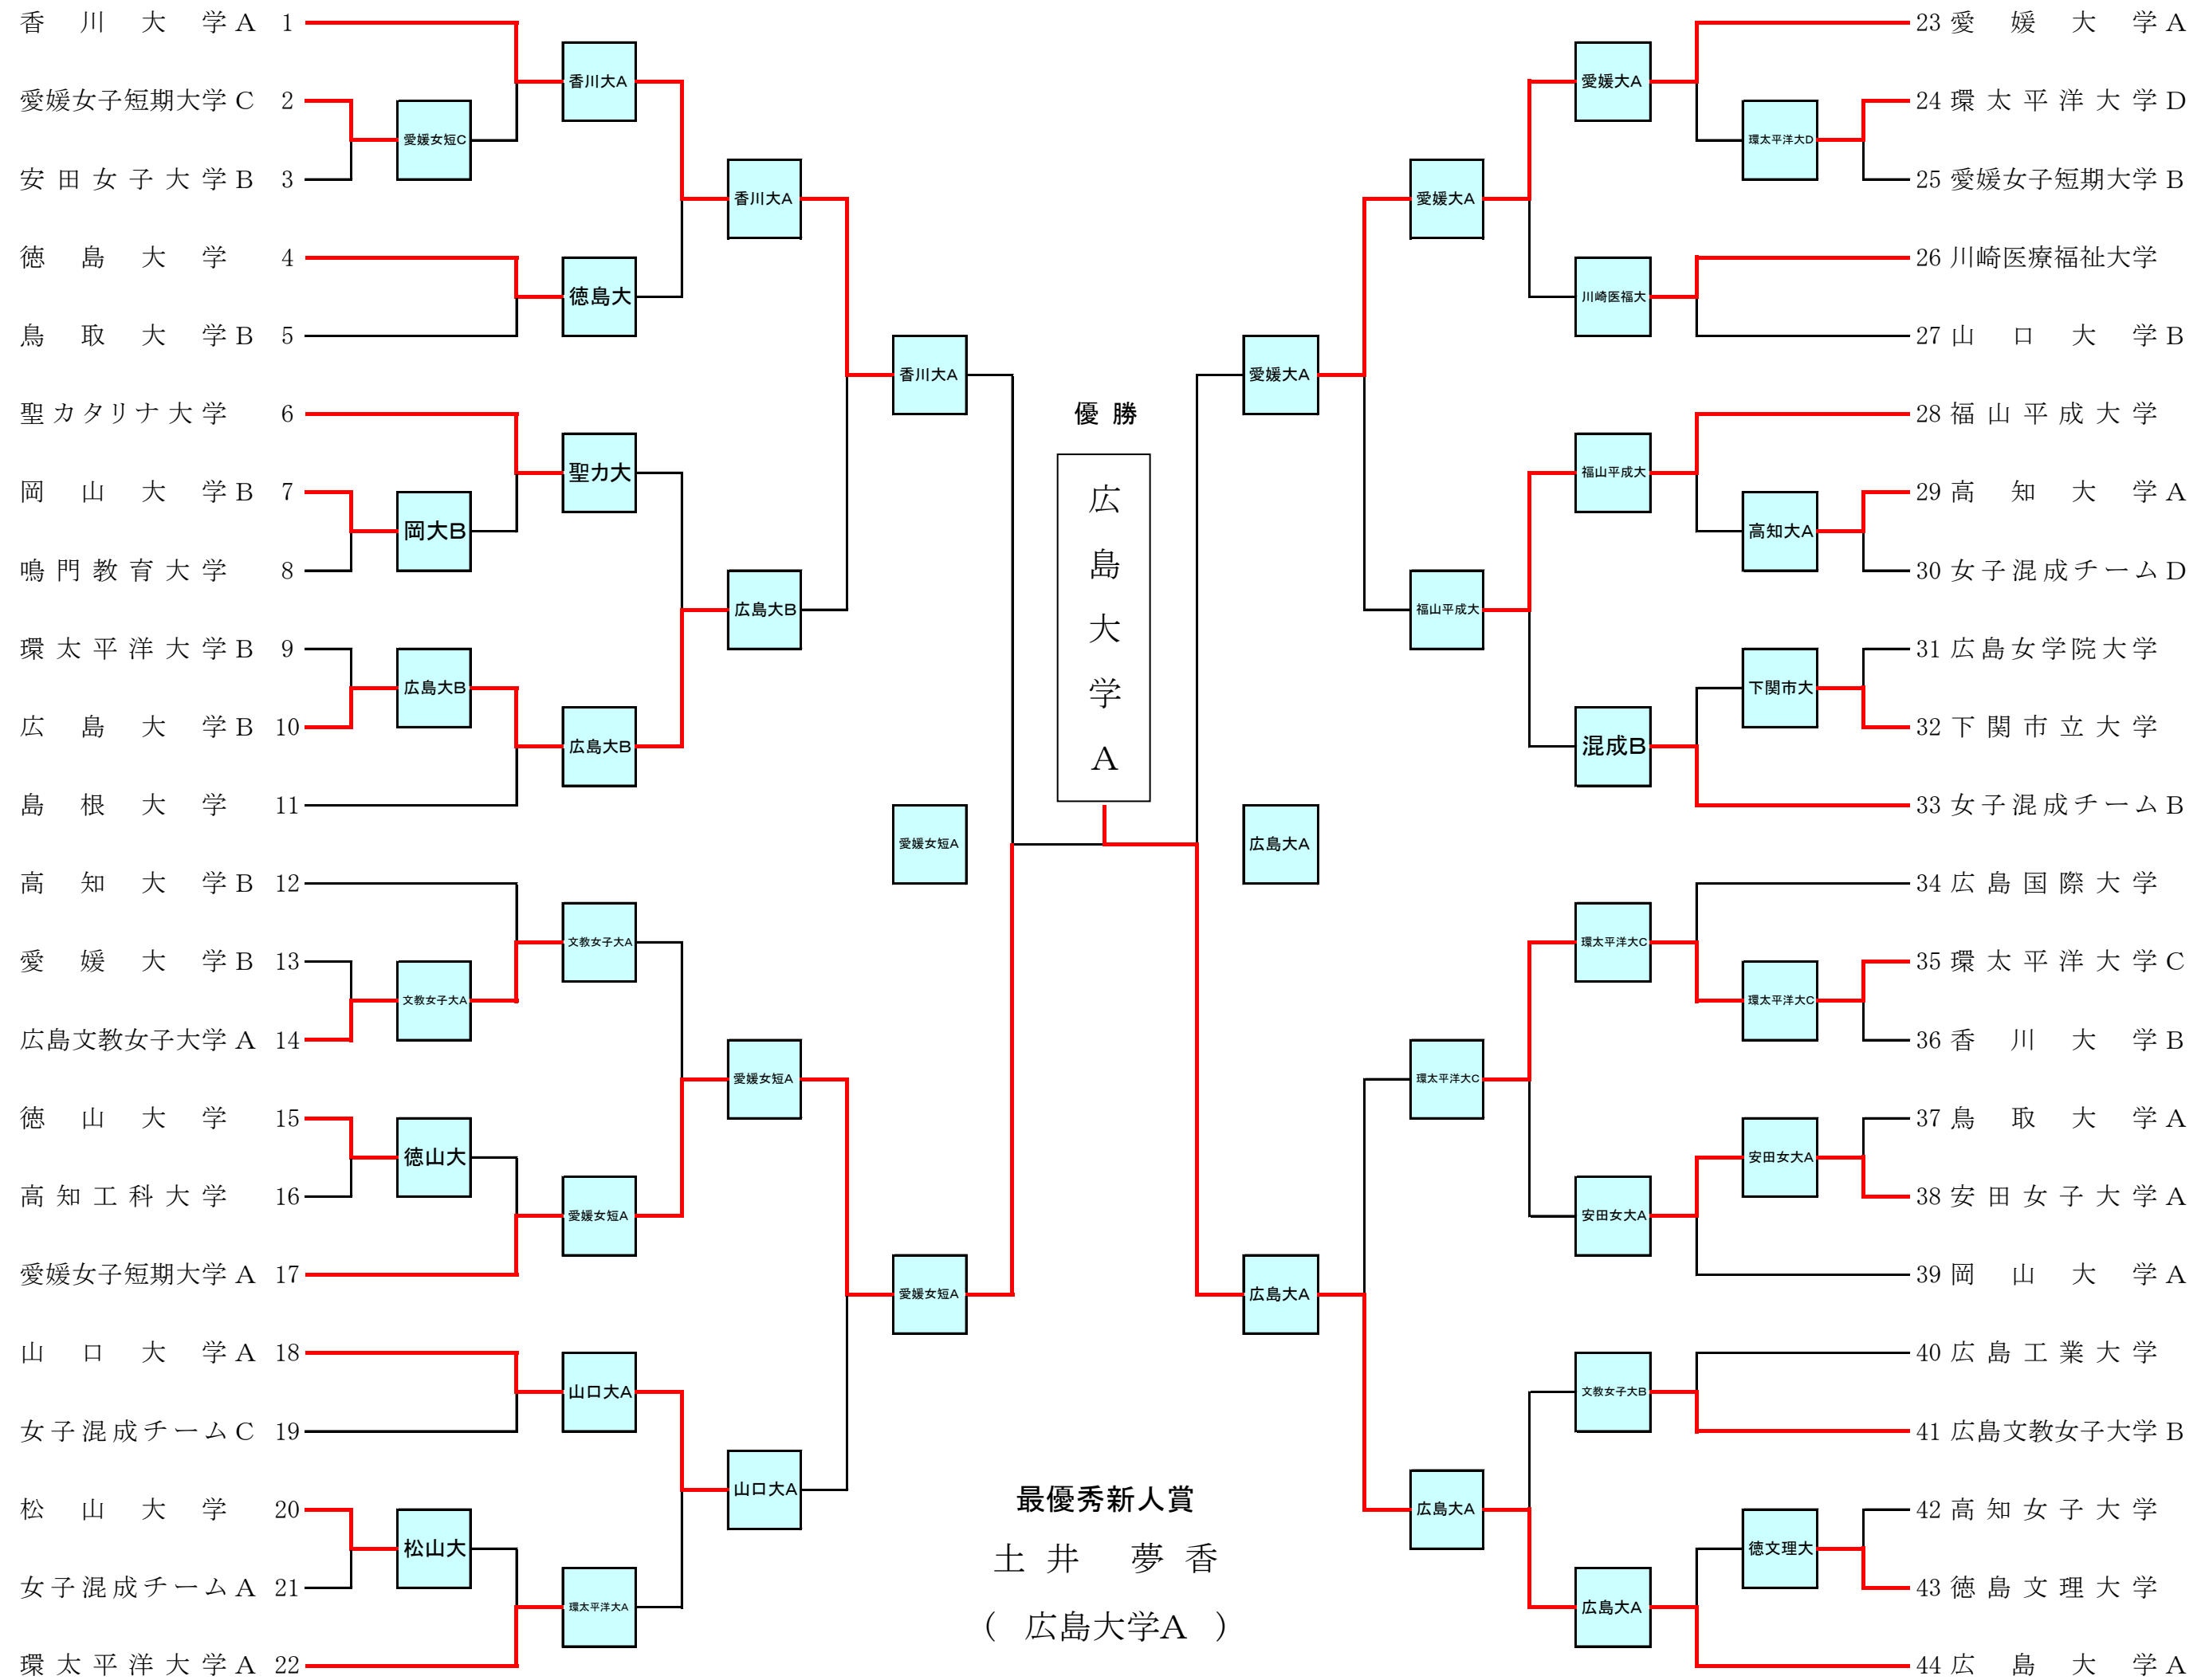 香川大学A 1
愛媛女子短期大学C 2
安田女子大学B 3
徳島大学 4
鳥取大学B 5
聖カタリナ大学 6
岡山大学B 7
鳴門教育大学 8
環太平洋大学B 9
広島大学B 10
島根大学 11
高知大学B 12
愛媛大学B 13
広島文教女子大学A 14
徳山大学 15
高知工科大学 16
愛媛女子短期大学A 17
山口大学A 18
女子混成チームC 19
松山大学 20
女子混成チームA 21
環太平洋大学A 22
愛媛女短C
岡大B
広島大B
文教女子大A
徳山大
松山大
香川大A
徳島大
聖カ大
広島大B
文教女子大A
愛媛女短A
山口大A
環太平洋大A
香川大A
広島大B
愛媛女短A
山口大A
香川大A
愛媛女短A
愛媛女短A
優勝
広島大学A
最優秀新人賞
土井 夢香
( 広島大学A )
愛媛大A
広島大A
広島大A
愛媛大A
福山平成大
環太平洋大C
広島大A
愛媛大A
川崎医福大
福山平成大
混成B
環太平洋大C
安田女大A
文教女子大B
広島大A
環太平洋大D
高知大A
下関市大
環太平洋大C
安田女大A
徳文理大
23 愛媛大学A
24 環太平洋大学D
25 愛媛女子短期大学B
26 川崎医療福祉大学
27 山口大学B
28 福山平成大学
29 高知大学A
30 女子混成チームD
31 広島女学院大学
32 下関市立大学
33 女子混成チームB
34 広島国際大学
35 環太平洋大学C
36 香川大学B
37 鳥取大学A
38 安田女子大学A
39 岡山大学A
40 広島工業大学
41 広島文教女子大学B
42 高知女子大学
43 徳島文理大学
44 広島大学A